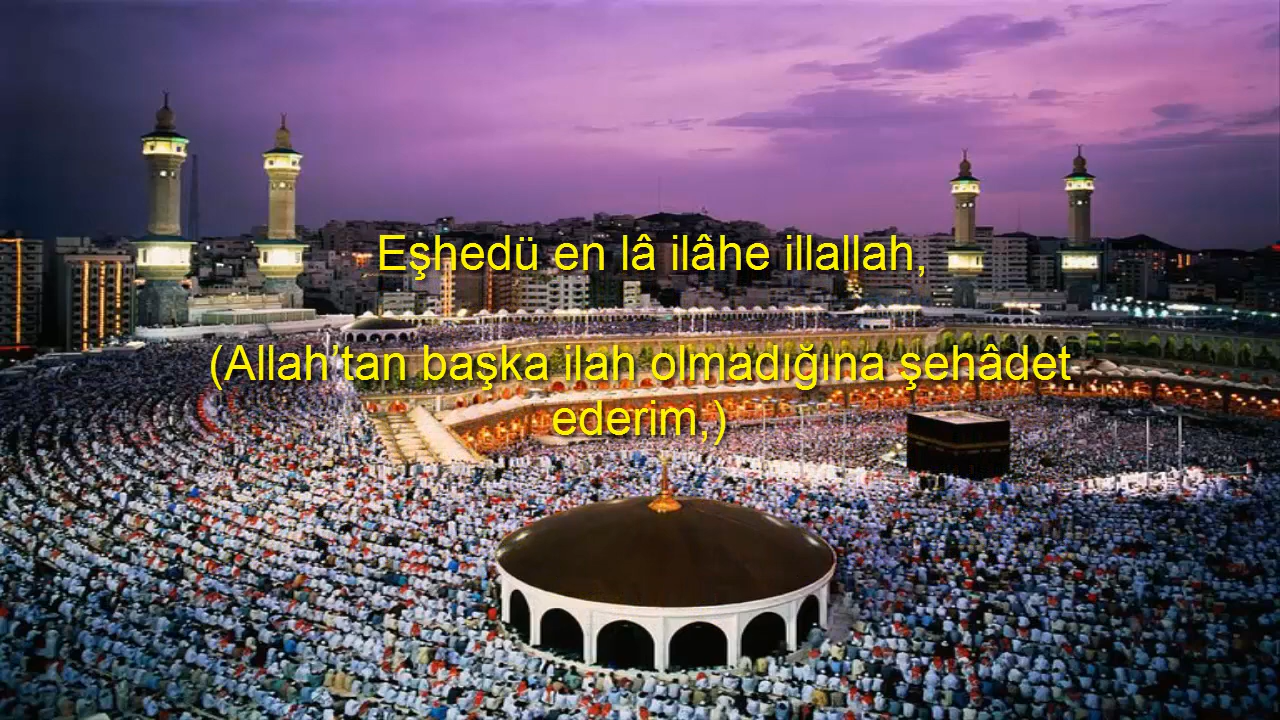 Eşhedü en lâ ilâhe illallah,
(Allah'tan başka ilah olmadığına şehâdet
ederim,)